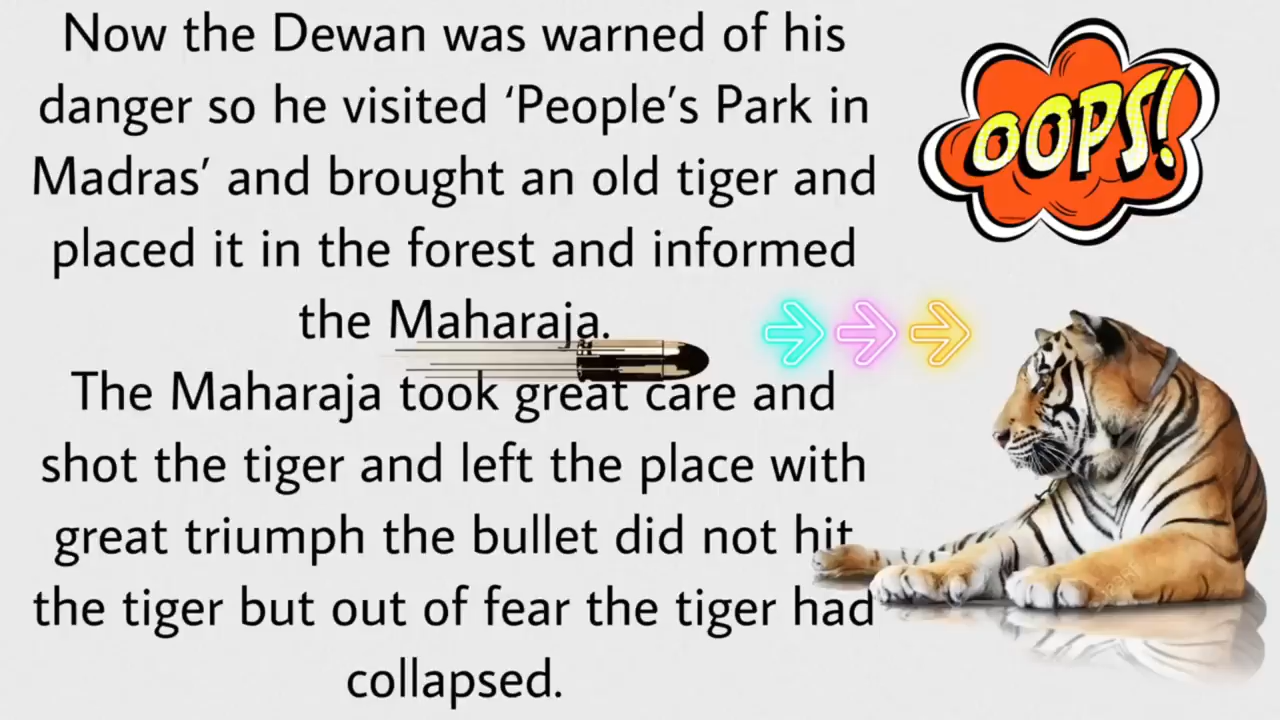 Now the Dewan was warned of his
danger so he visited ‘People’s Park in
Madras’ and brought an old tiger and
placed it in the forest and informed
the Maharaja.
The Maharaja took great care and
shot the tiger and left the place with
great triumph the bullet did not hit
the tiger but out of fear the tiger had
collapsed.
OOPS!